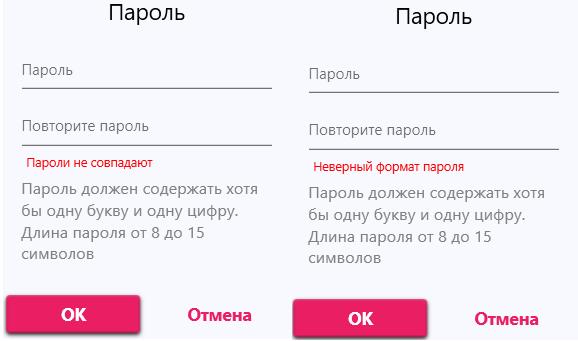 Пароль
Пароль
Повторите пароль
Пароли не совпадают
Пароль должен содержать хотя
бы одну букву и одну цифру.
Длина пароля от 8 до 15
символов
OK Отмена
Пароль
Пароль
Повторите пароль
Неверный формат пароля
Пароль должен содержать хотя
бы одну букву и одну цифру.
Длина пароля от 8 до 15
символов
OK Отмена